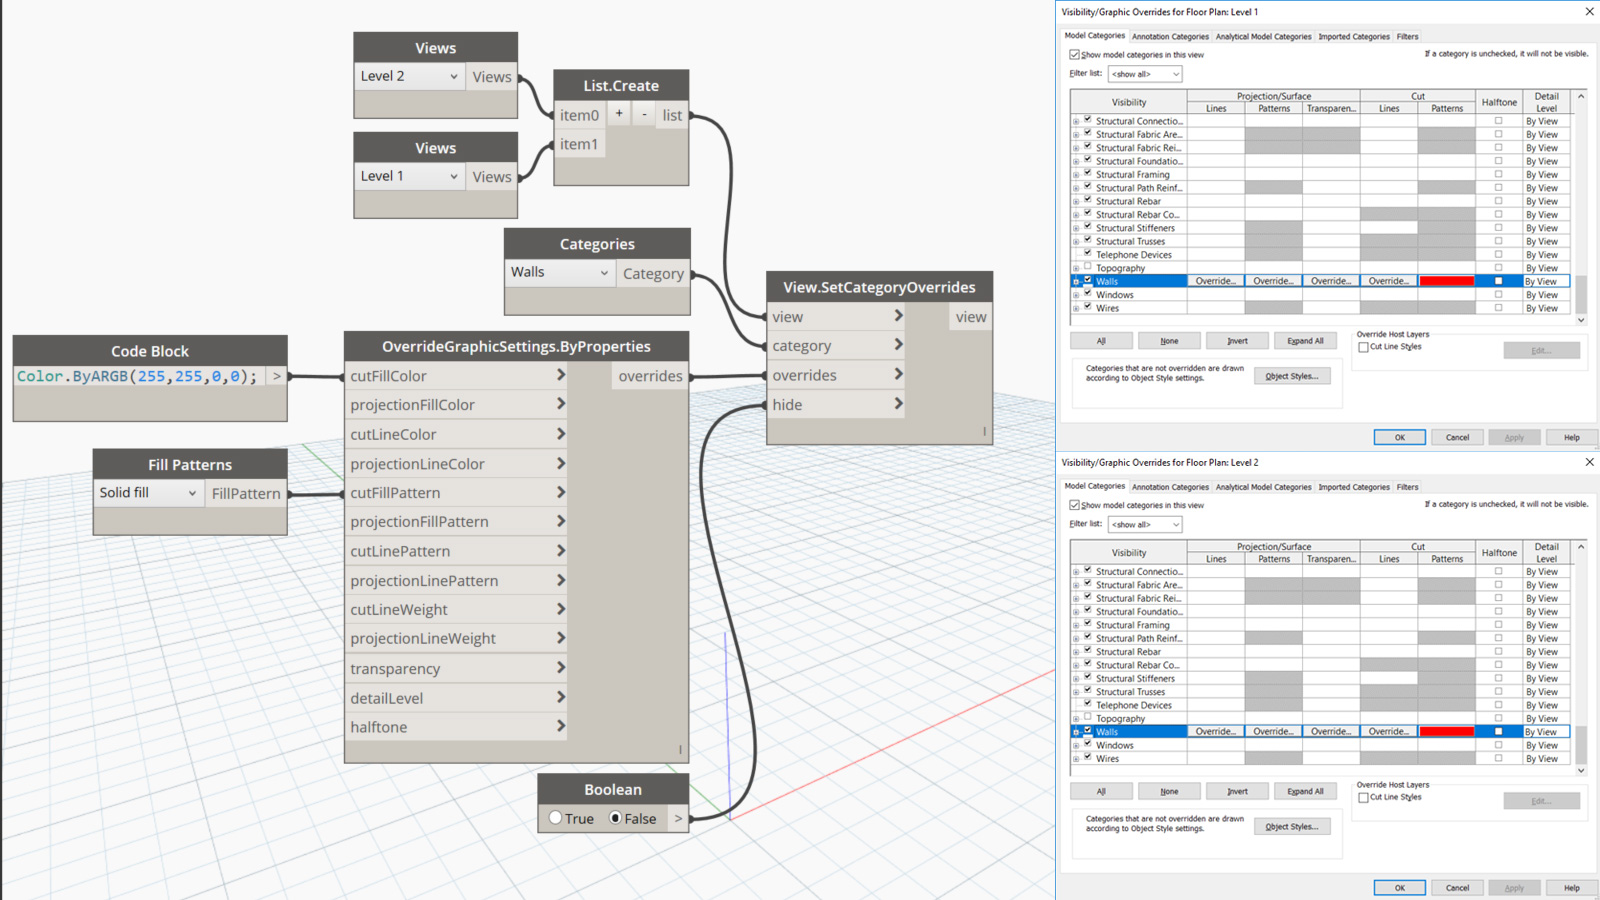 Views
Level 2 Views
Views
Level 1 Views
List.Create
item0 + - list
item1
Categories
Walls Category
Code Block
Color.ByARGB(255,255,0,0); >
Fill Patterns
Solid fill FillPattern
OverrideGraphicSettings.ByProperties
cutFillColor > overrides
projectionFillColor >
cutLineColor >
projectionLineColor >
cutFillPattern >
projectionFillPattern >
cutLinePattern >
projectionLinePattern >
cutLineWeight >
projectionLineWeight >
transparency >
detailLevel >
halftone >
Boolean
True False >
View.SetCategoryOverrides
view > view
category >
overrides >
hide >
Visibility/Graphic Overrides for Floor Plan: Level 1
Model Categories Annotation Categories Analytical Model Categories Imported Categories Filters
Show model categories in this view If a category is unchecked, it will not be visible.
Filter list: <show all>
Visibility Projection/Surface Cut Halftone Detail Level
Lines Patterns Transparen... Lines Patterns
Structural Connectio... By View
Structural Fabric Are... By View
Structural Fabric Rei... By View
Structural Foundatio... By View
Structural Framing By View
Structural Path Reinf... By View
Structural Rebar By View
Structural Rebar Co... By View
Structural Stiffeners By View
Structural Trusses By View
Telephone Devices By View
Topography By View
Walls Override... Override... Override... Override... By View
Windows By View
Wires By View
All None Invert Expand All
Override Host Layers
Cut Line Styles Edit...
Categories that are not overridden are drawn
according to Object Style settings. Object Styles...
OK Cancel Apply Help
Visibility/Graphic Overrides for Floor Plan: Level 2
Model Categories Annotation Categories Analytical Model Categories Imported Categories Filters
Show model categories in this view If a category is unchecked, it will not be visible.
Filter list: <show all>
Visibility Projection/Surface Cut Halftone Detail Level
Lines Patterns Transparen... Lines Patterns
Structural Connectio... By View
Structural Fabric Are... By View
Structural Fabric Rei... By View
Structural Foundatio... By View
Structural Framing By View
Structural Path Reinf... By View
Structural Rebar By View
Structural Rebar Co... By View
Structural Stiffeners By View
Structural Trusses By View
Telephone Devices By View
Topography By View
Walls Override... Override... Override... Override... By View
Windows By View
Wires By View
All None Invert Expand All
Override Host Layers
Cut Line Styles Edit...
Categories that are not overridden are drawn
according to Object Style settings. Object Styles...
OK Cancel Apply Help